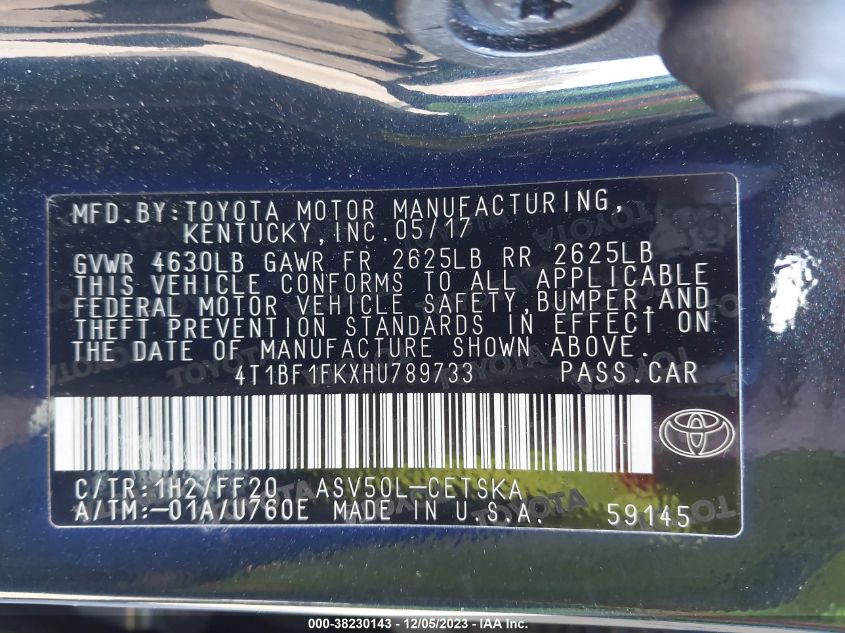 MFD.BY:TOYOTA MOTOR MANUFACTURING,
KENTUCKY,INC.05/17
GVWR 4630LB GAWR FR 2625LB RR 2625LB
THIS VEHICLE CONFORMS TO ALL APPLICABLE
FEDERAL MOTOR VEHICLE SAFETY,BUMPER,AND
THEFT PREVENTION STANDARDS IN EFFECT ON
THE DATE OF MANUFACTURE SHOWN ABOVE.
4T1BF1FKXHU789733 PASS.CAR
C/TR:1H2/FF20 ASV50L-CETSKA
A/TM:-01A/U760E MADE IN U.S.A. 59145
000-38230143 - 12/05/2023 - IAA Inc.